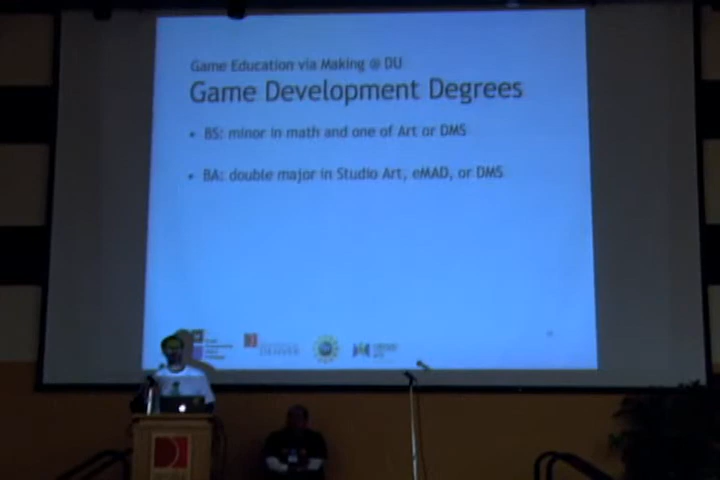 Game Education via Making @ DU
Game Development Degrees
• BS: minor in math and one of Art or DMS
• BA: double major in Studio Art, eMAD, or DMS
DENVER